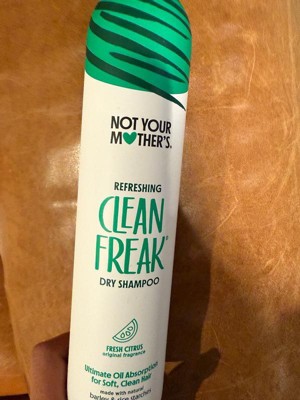 NOT YOUR
MOTHER'S.
REFRESHING
CLEAN
FREAK®
DRY SHAMPOO
FRESH CITRUS
original fragrance
Ultimate Oil Absorption
for Soft, Clean Hair
made with natural
barley & rice starches